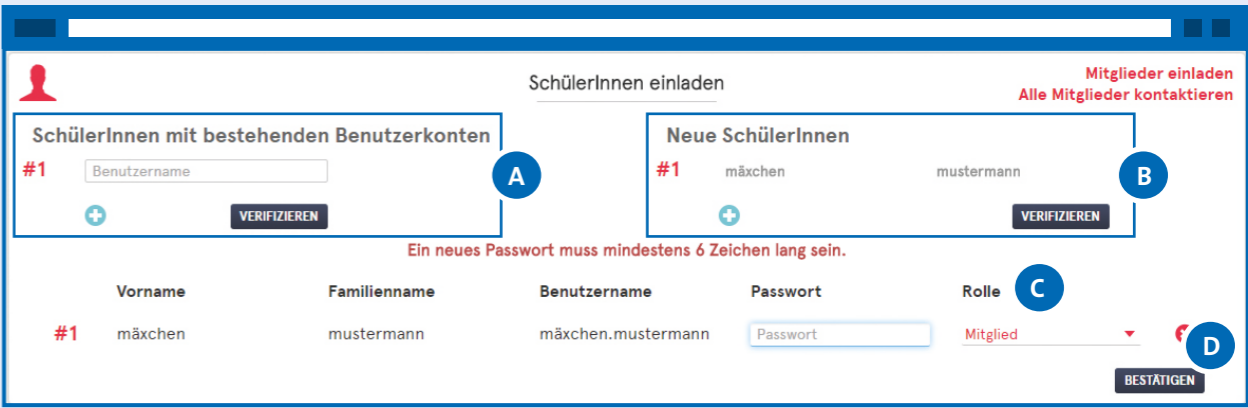 SchülerInnen einladen
Mitglieder einladen
Alle Mitglieder kontaktieren
SchülerInnen mit bestehenden Benutzerkonten
#1 Benutzername
A
VERIFIZIEREN
Neue SchülerInnen
#1 mäxchen mustermann
B
VERIFIZIEREN
Ein neues Passwort muss mindestens 6 Zeichen lang sein.
Vorname Familienname Benutzername Passwort Rolle C
#1 mäxchen mustermann mäxchen.mustermann Passwort Mitglied D
BESTÄTIGEN